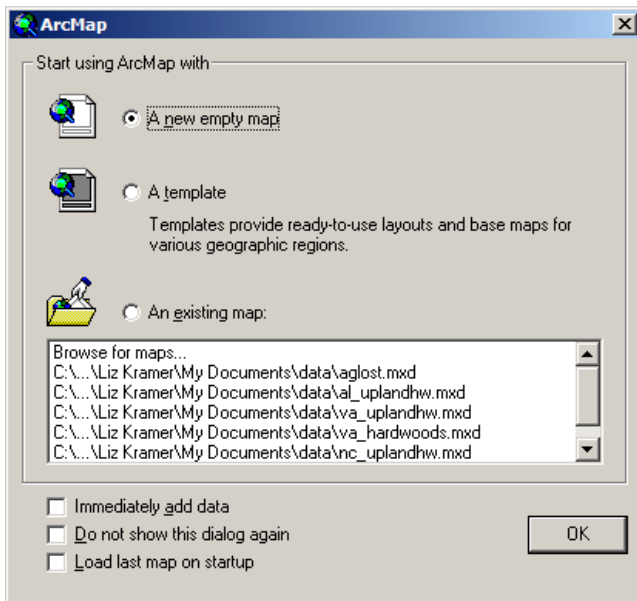 ArcMap
Start using ArcMap with
A new empty map
A template
Templates provide ready-to-use layouts and base maps for
various geographic regions.
An existing map:
Browse for maps...
C:\...\Liz Kramer\My Documents\data\aglost.mxd
C:\...\Liz Kramer\My Documents\data\al_uplandhw.mxd
C:\...\Liz Kramer\My Documents\data\va_uplandhw.mxd
C:\...\Liz Kramer\My Documents\data\va_hardwoods.mxd
C:\...\Liz Kramer\My Documents\data\nc_uplandhw.mxd
Immediately add data
Do not show this dialog again
OK
Load last map on startup